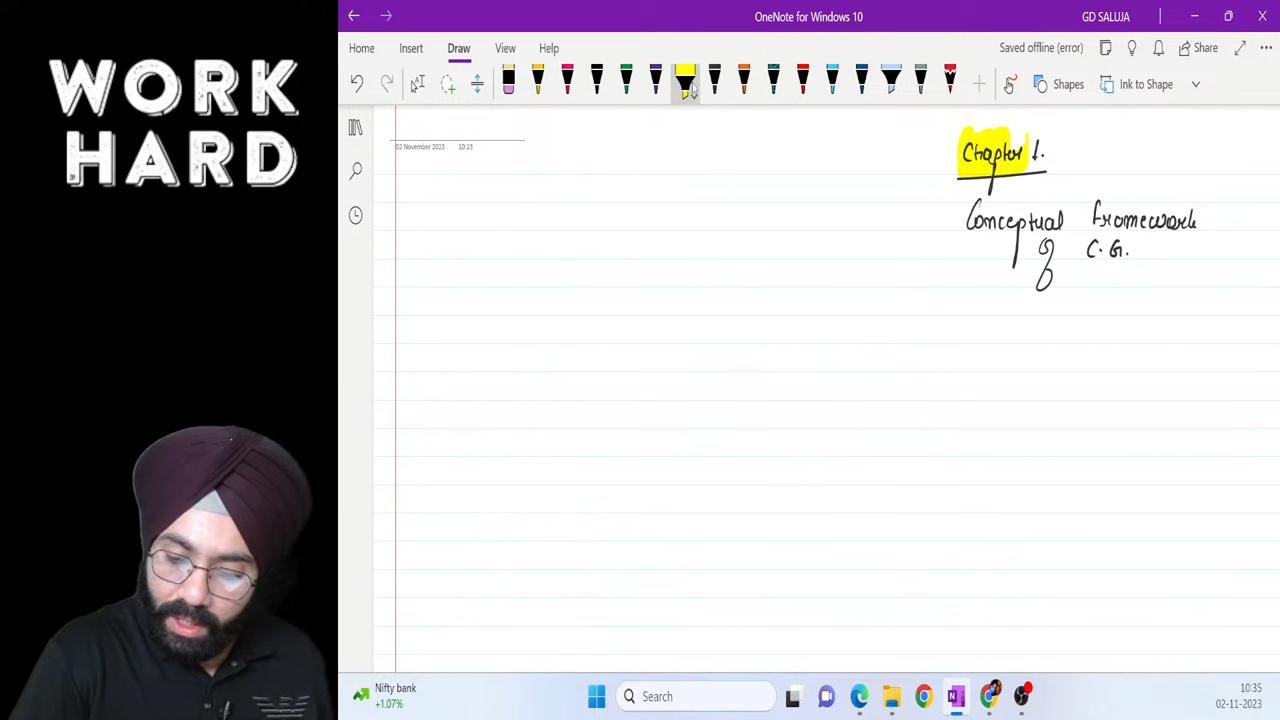 WORK
HARD
OneNote for Windows 10
GD SALUJA
Home Insert Draw View Help
Saved offline (error)
Share
Shapes
Ink to Shape
02 November 2023 10:23
Chapter 1.
Conceptual Framework
of C.G.
Nifty bank
+1.07%
Search
10:35
02-11-2023